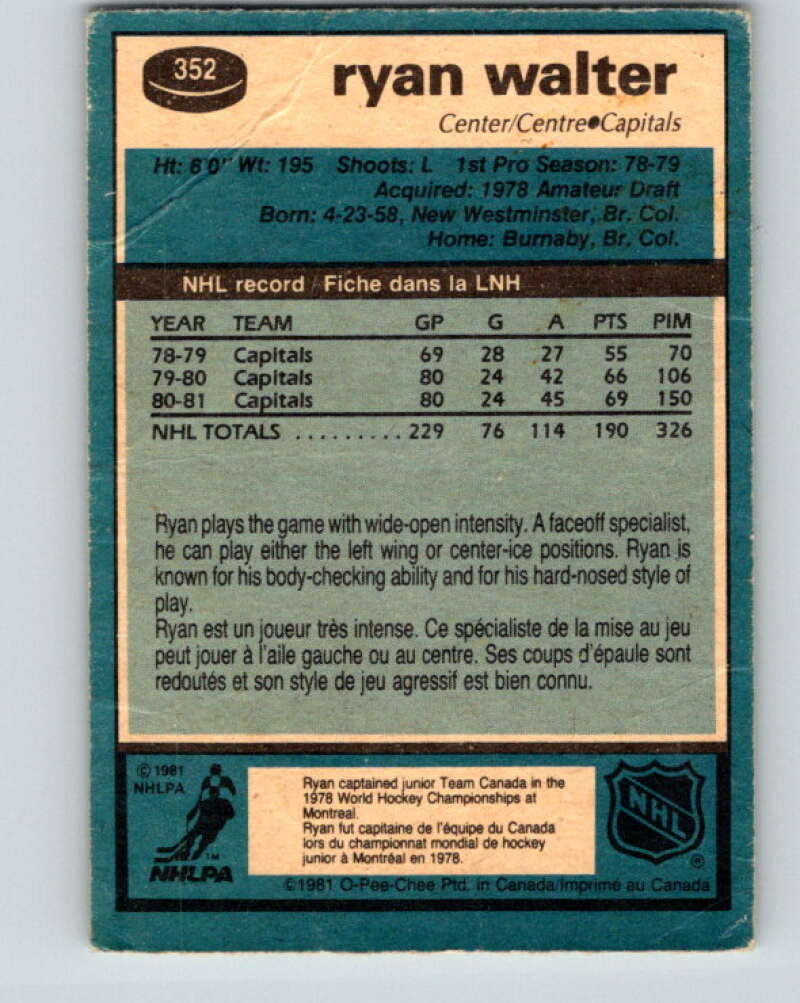 352
ryan walter
Center/Centre●Capitals
Ht: 6'0" Wt: 195 Shoots: L 1st Pro Season: 78-79
Acquired: 1978 Amateur Draft
Born: 4-23-58, New Westminster, Br. Col.
Home: Burnaby, Br. Col.
NHL record / Fiche dans la LNH
YEAR TEAM GP G A PTS PIM
78-79 Capitals 69 28 27 55 70
79-80 Capitals 80 24 42 66 106
80-81 Capitals 80 24 45 69 150
NHL TOTALS ......... 229 76 114 190 326
Ryan plays the game with wide-open intensity. A faceoff specialist,
he can play either the left wing or center-ice positions. Ryan is
known for his body-checking ability and for his hard-nosed style of
play.
Ryan est un joueur très intense. Ce spécialiste de la mise au jeu
peut jouer à l'aile gauche ou au centre. Ses coups d'épaule sont
redoutés et son style de jeu agressif est bien connu.
© 1981
NHLPA
Ryan captained junior Team Canada in the
1978 World Hockey Championships at
Montreal.
Ryan fut capitaine de l'équipe du Canada
lors du championnat mondial de hockey
junior à Montréal en 1978.
NHL
®
TM
NHLPA
©1981 O-Pee-Chee Ptd. in Canada/Imprimé au Canada